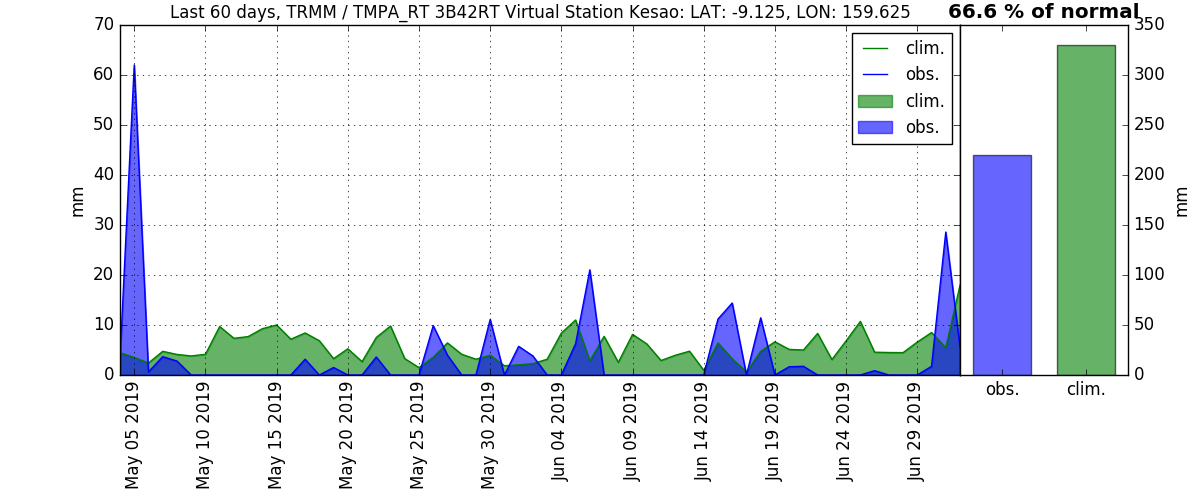 Last 60 days, TRMM / TMPA_RT 3B42RT Virtual Station Kesao: LAT: -9.125, LON: 159.625
66.6 % of normal
70
60
50
40
30
20
10
0
mm
clim.
obs.
clim.
obs.
350
300
250
200
150
100
50
0
mm
May 05 2019
May 10 2019
May 15 2019
May 20 2019
May 25 2019
May 30 2019
Jun 04 2019
Jun 09 2019
Jun 14 2019
Jun 19 2019
Jun 24 2019
Jun 29 2019
obs.
clim.